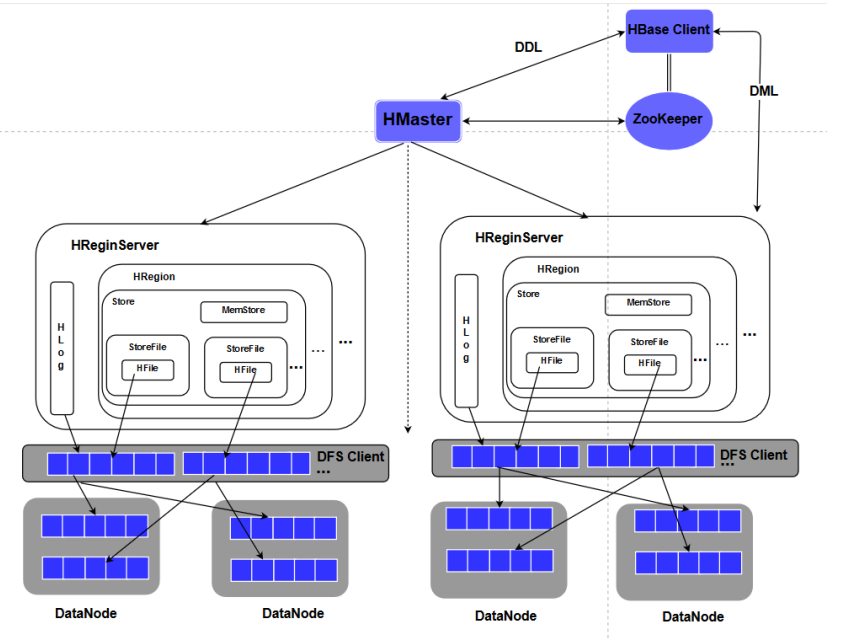 HBase Client
DDL
DML
HMaster
ZooKeeper
HReginServer
HRegion
Store
MemStore
StoreFile
HFile
StoreFile
HFile
...
...
...
H
L
o
g
HReginServer
HRegion
Store
MemStore
StoreFile
HFile
StoreFile
HFile
...
...
...
H
L
o
g
DFS Client
...
DFS Client
...
DataNode
DataNode
DataNode
DataNode